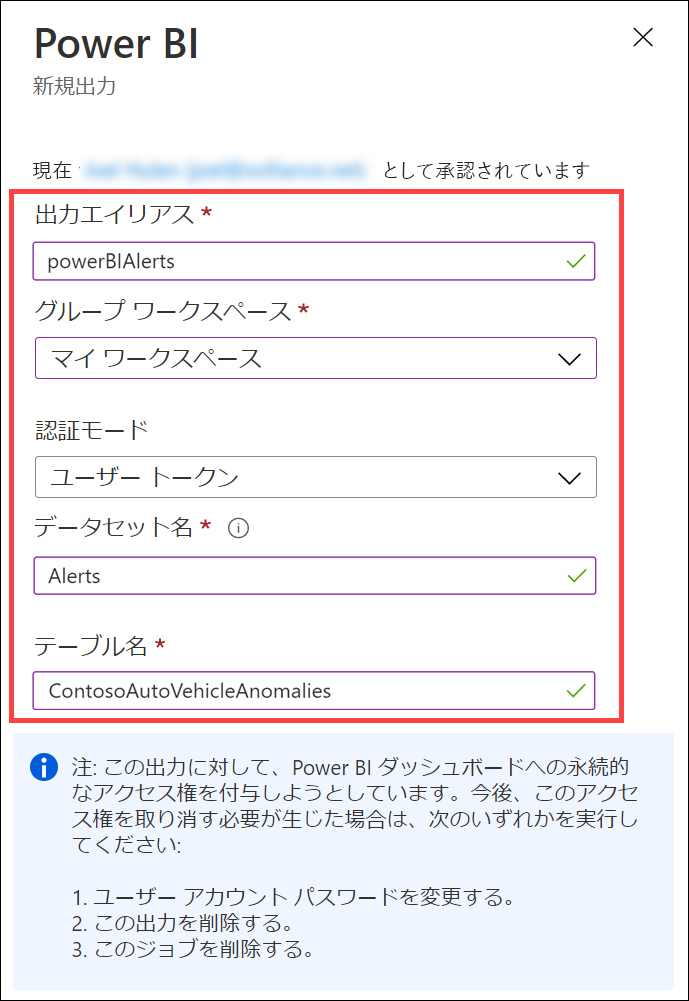 Power BI
新規出力
現在 として承認されています
出力エイリアス *
powerBIAlerts
グループ ワークスペース *
マイ ワークスペース
認証モード
ユーザー トークン
データセット名 *
Alerts
テーブル名 *
ContosoAutoVehicleAnomalies
注: この出力に対して、Power BI ダッシュボードへの永続的
なアクセス権を付与しようとしています。今後、このアクセ
ス権を取り消す必要が生じた場合は、次のいずれかを実行し
てください:
1. ユーザー アカウント パスワードを変更する。
2. この出力を削除する。
3. このジョブを削除する。